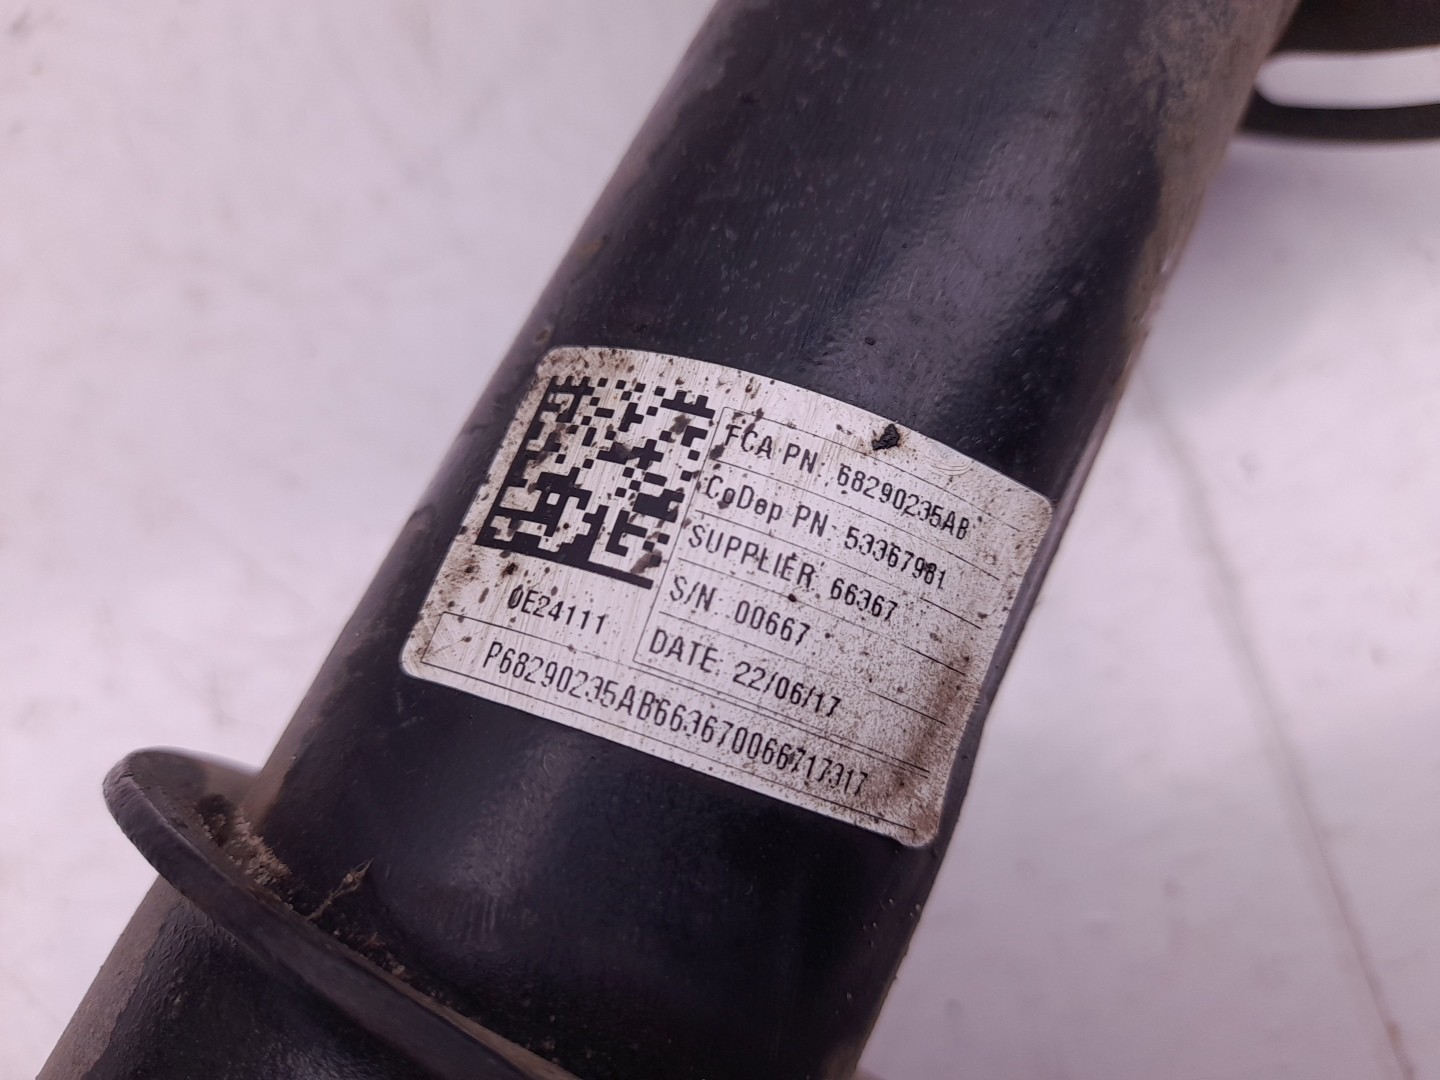 FCA PN: 68290235AB
CoDep PN: 53367981
SUPPLIER: 66367
S/N: 00667
DATE: 22/06/17
0E24111
P68290235AB663670066717317